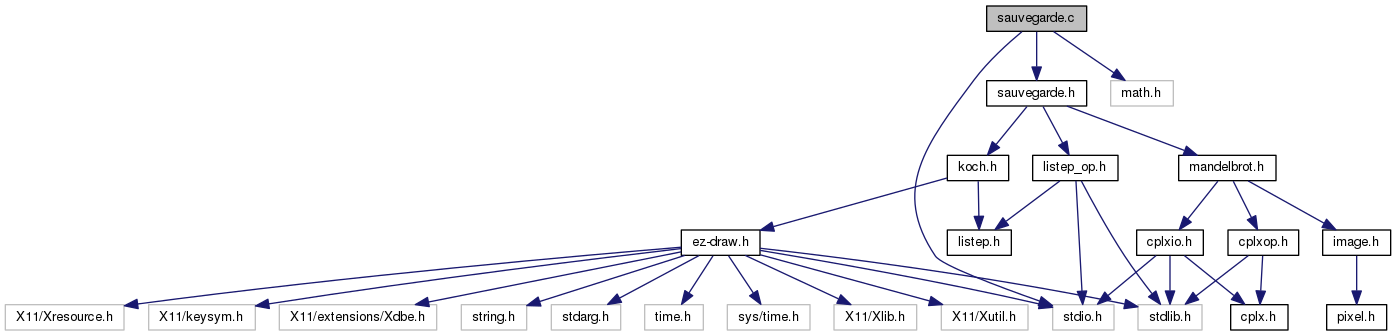 sauvegarde.c
sauvegarde.h
math.h
koch.h
listep_op.h
mandelbrot.h
ez-draw.h
listep.h
cplxio.h
cplxop.h
image.h
X11/Xresource.h
X11/keysym.h
X11/extensions/Xdbe.h
string.h
stdarg.h
time.h
sys/time.h
X11/Xlib.h
X11/Xutil.h
stdio.h
stdlib.h
cplx.h
pixel.h